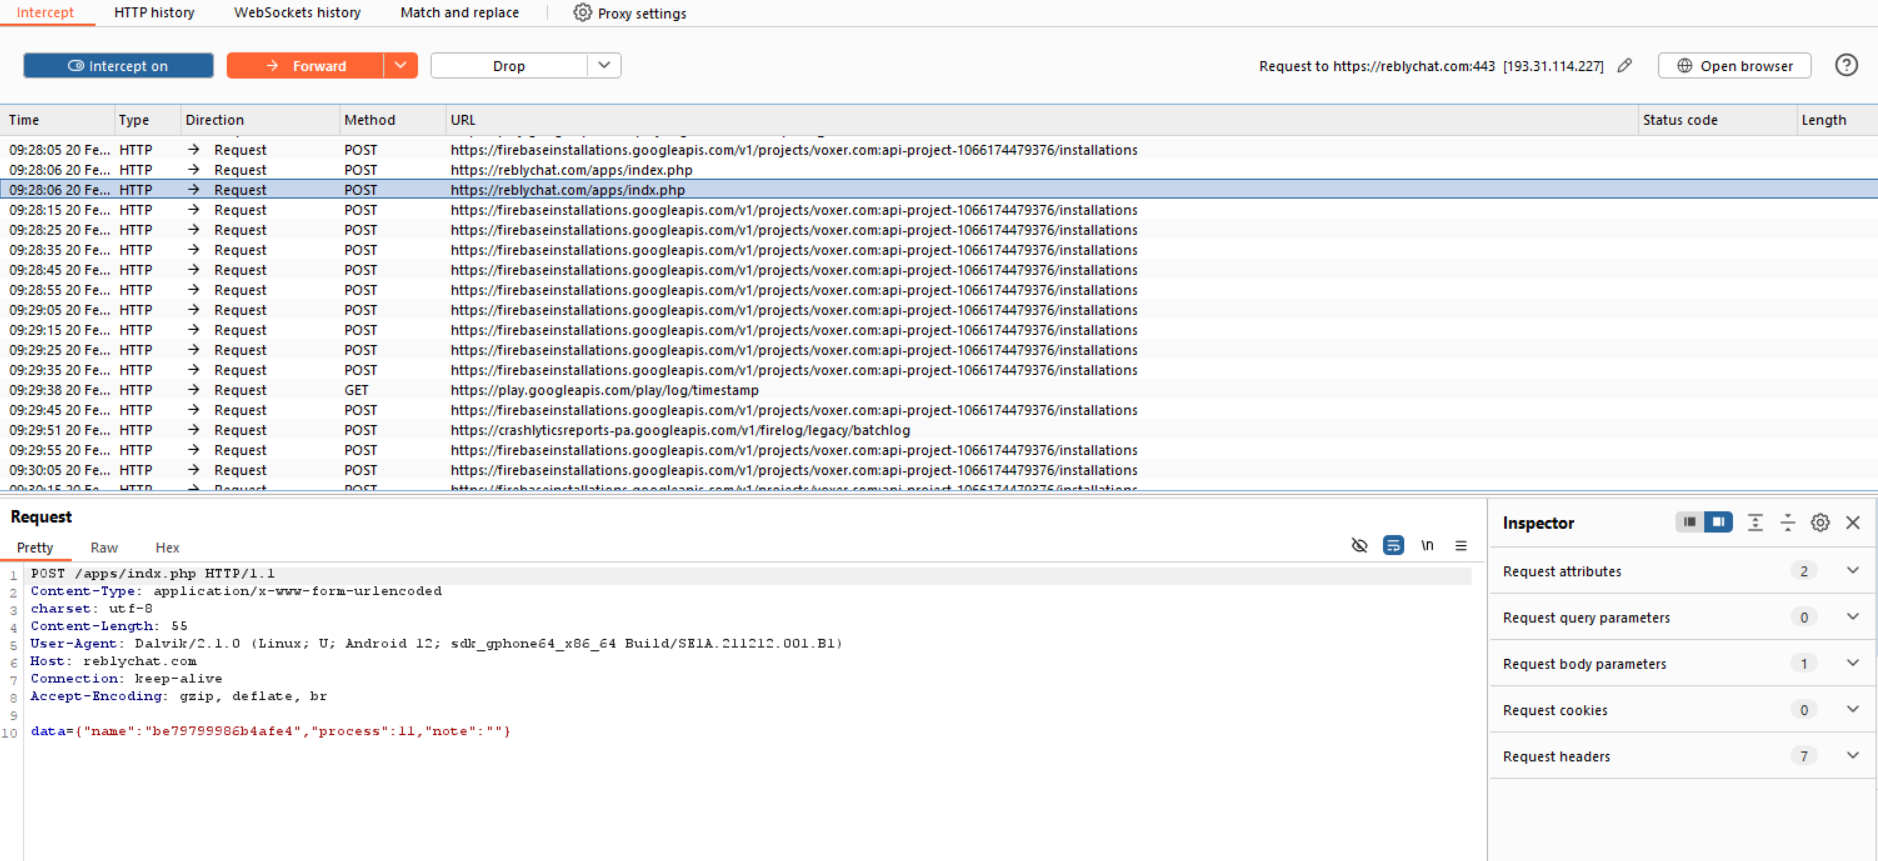 Intercept HTTP history WebSockets history Match and replace Proxy settings
Intercept on Forward Drop Request to https://reblychat.com:443 [193.31.114.227] Open browser
Time Type Direction Method URL Status code Length
09:28:05 20 Fe... HTTP → Request POST https://firebaseinstallations.googleapis.com/v1/projects/voxer.com:api-project-1066174479376/installations
09:28:06 20 Fe... HTTP → Request POST https://reblychat.com/apps/index.php
09:28:06 20 Fe... HTTP → Request POST https://reblychat.com/apps/indx.php
09:28:15 20 Fe... HTTP → Request POST https://firebaseinstallations.googleapis.com/v1/projects/voxer.com:api-project-1066174479376/installations
09:28:25 20 Fe... HTTP → Request POST https://firebaseinstallations.googleapis.com/v1/projects/voxer.com:api-project-1066174479376/installations
09:28:35 20 Fe... HTTP → Request POST https://firebaseinstallations.googleapis.com/v1/projects/voxer.com:api-project-1066174479376/installations
09:28:45 20 Fe... HTTP → Request POST https://firebaseinstallations.googleapis.com/v1/projects/voxer.com:api-project-1066174479376/installations
09:28:55 20 Fe... HTTP → Request POST https://firebaseinstallations.googleapis.com/v1/projects/voxer.com:api-project-1066174479376/installations
09:29:05 20 Fe... HTTP → Request POST https://firebaseinstallations.googleapis.com/v1/projects/voxer.com:api-project-1066174479376/installations
09:29:15 20 Fe... HTTP → Request POST https://firebaseinstallations.googleapis.com/v1/projects/voxer.com:api-project-1066174479376/installations
09:29:25 20 Fe... HTTP → Request POST https://firebaseinstallations.googleapis.com/v1/projects/voxer.com:api-project-1066174479376/installations
09:29:35 20 Fe... HTTP → Request POST https://firebaseinstallations.googleapis.com/v1/projects/voxer.com:api-project-1066174479376/installations
09:29:38 20 Fe... HTTP → Request GET https://play.googleapis.com/play/log/timestamp
09:29:45 20 Fe... HTTP → Request POST https://firebaseinstallations.googleapis.com/v1/projects/voxer.com:api-project-1066174479376/installations
09:29:51 20 Fe... HTTP → Request POST https://crashlyticsreports-pa.googleapis.com/v1/firelog/legacy/batchlog
09:29:55 20 Fe... HTTP → Request POST https://firebaseinstallations.googleapis.com/v1/projects/voxer.com:api-project-1066174479376/installations
09:30:05 20 Fe... HTTP → Request POST https://firebaseinstallations.googleapis.com/v1/projects/voxer.com:api-project-1066174479376/installations
09:30:15 20 Fe... HTTP → Request POST https://firebaseinstallations.googleapis.com/v1/projects/voxer.com:api-project-1066174479376/installations
Request
Pretty Raw Hex \n
1 POST /apps/indx.php HTTP/1.1
2 Content-Type: application/x-www-form-urlencoded
3 charset: utf-8
4 Content-Length: 55
5 User-Agent: Dalvik/2.1.0 (Linux; U; Android 12; sdk_gphone64_x86_64 Build/SE1A.211212.001.B1)
6 Host: reblychat.com
7 Connection: keep-alive
8 Accept-Encoding: gzip, deflate, br
9
10 data={"name":"be79799986b4afe4","process":11,"note":""}
Inspector
Request attributes 2
Request query parameters 0
Request body parameters 1
Request cookies 0
Request headers 7